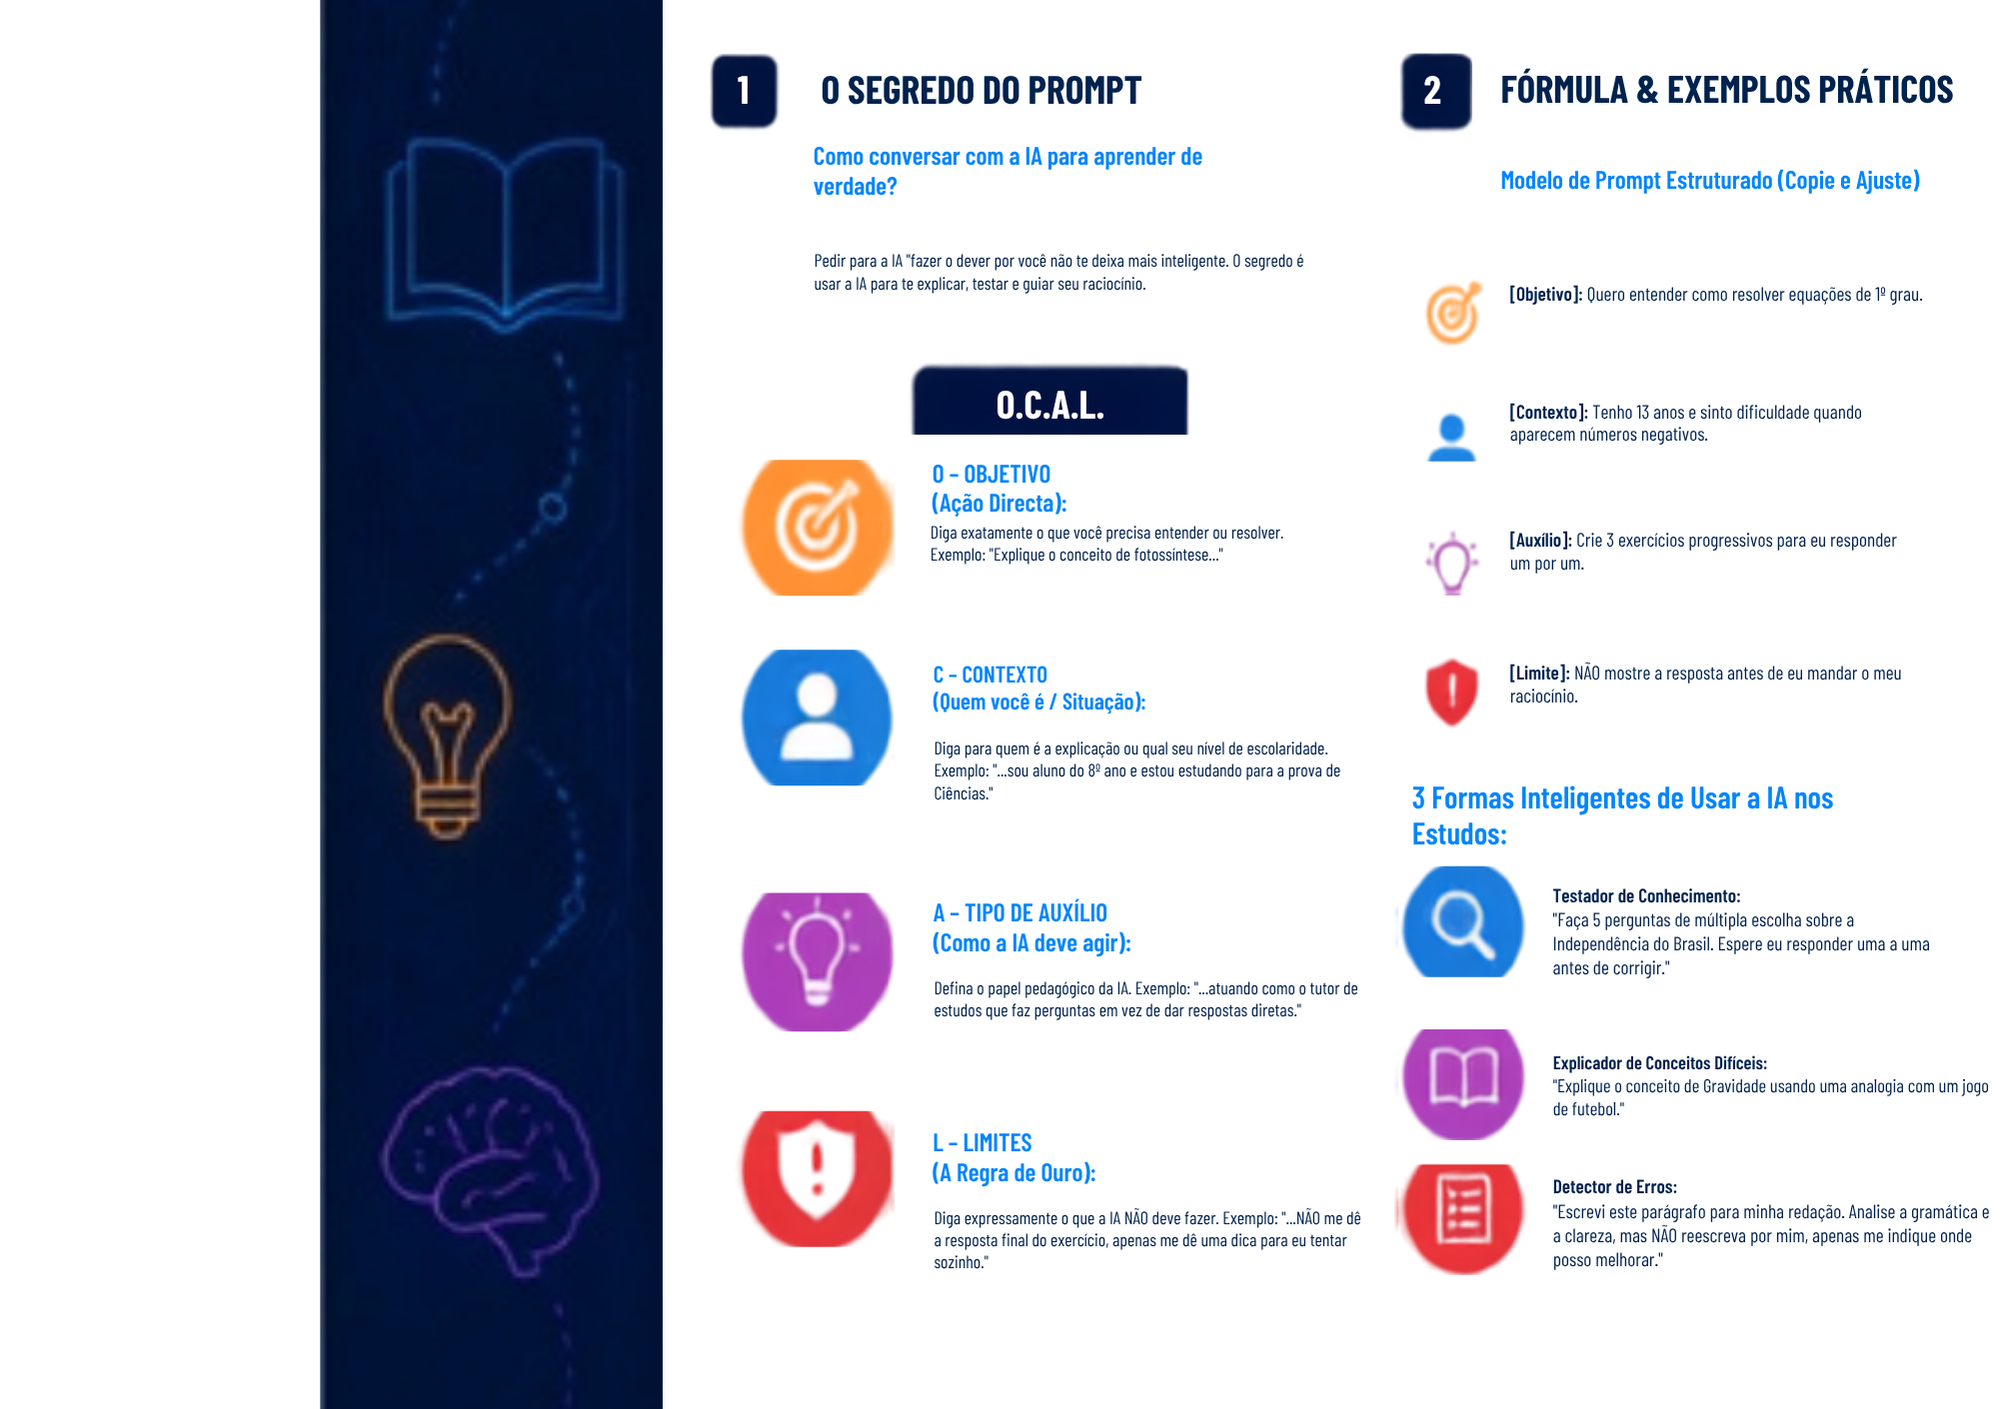 1
O SEGREDO DO PROMPT
Como conversar com a IA para aprender de
verdade?
Pedir para a IA "fazer o dever por você não te deixa mais inteligente. O segredo é
usar a IA para te explicar, testar e guiar seu raciocínio.
O.C.A.L.
O – OBJETIVO
(Ação Directa):
Diga exatamente o que você precisa entender ou resolver.
Exemplo: "Explique o conceito de fotossíntese..."
C – CONTEXTO
(Quem você é / Situação):
Diga para quem é a explicação ou qual seu nível de escolaridade.
Exemplo: "...sou aluno do 8º ano e estou estudando para a prova de
Ciências."
A – TIPO DE AUXÍLIO
(Como a IA deve agir):
Defina o papel pedagógico da IA. Exemplo: "...atuando como o tutor de
estudos que faz perguntas em vez de dar respostas diretas."
L – LIMITES
(A Regra de Ouro):
Diga expressamente o que a IA NÃO deve fazer. Exemplo: "...NÃO me dê
a resposta final do exercício, apenas me dê uma dica para eu tentar
sozinho."
2
FÓRMULA & EXEMPLOS PRÁTICOS
Modelo de Prompt Estruturado (Copie e Ajuste)
[Objetivo]: Quero entender como resolver equações de 1º grau.
[Contexto]: Tenho 13 anos e sinto dificuldade quando
aparecem números negativos.
[Auxílio]: Crie 3 exercícios progressivos para eu responder
um por um.
[Limite]: NÃO mostre a resposta antes de eu mandar o meu
raciocínio.
3 Formas Inteligentes de Usar a IA nos
Estudos:
Testador de Conhecimento:
"Faça 5 perguntas de múltipla escolha sobre a
Independência do Brasil. Espere eu responder uma a uma
antes de corrigir."
Explicador de Conceitos Difíceis:
"Explique o conceito de Gravidade usando uma analogia com um jogo
de futebol."
Detector de Erros:
"Escrevi este parágrafo para minha redação. Analise a gramática e
a clareza, mas NÃO reescreva por mim, apenas me indique onde
posso melhorar."